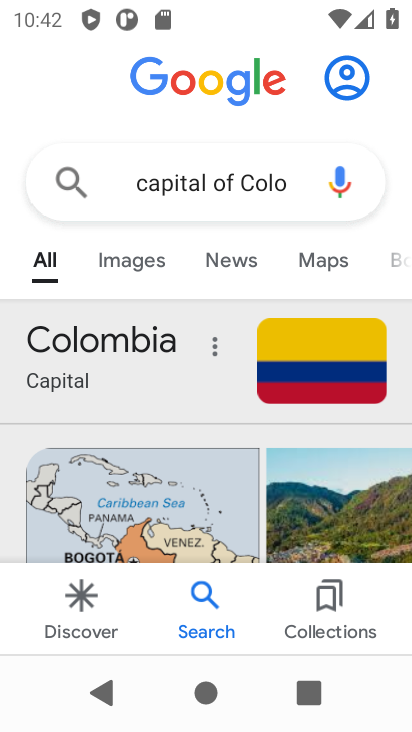 10:42
Google
capital of Colo
All Images News Maps
Colombia
Capital
Caribbean Sea
PANAMA
VENEZ.
BOGOTÁ
Discover Search Collections